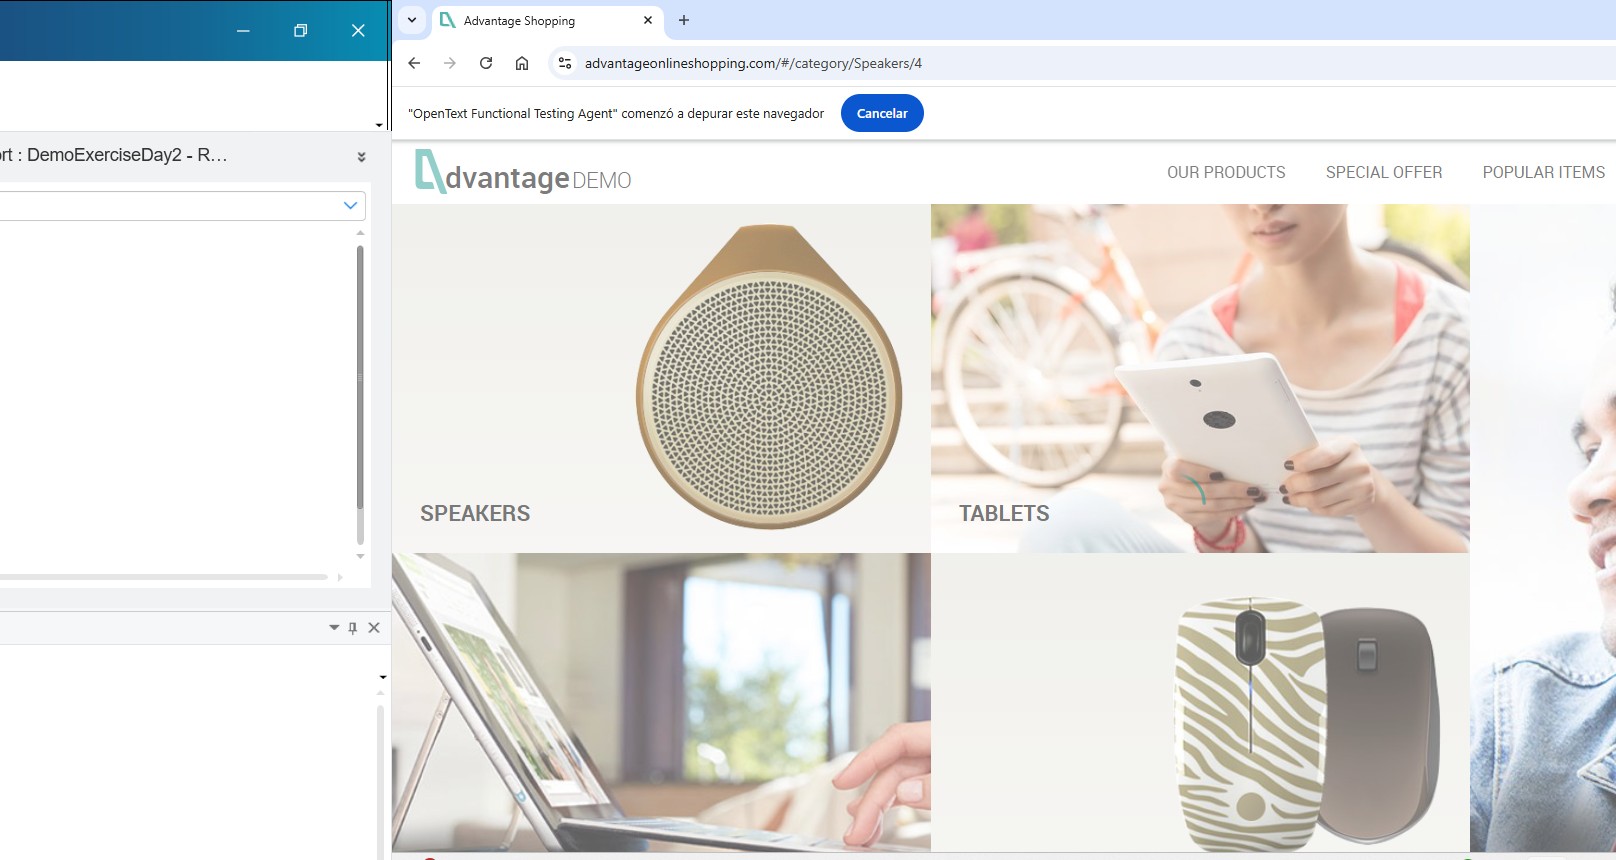 Advantage Shopping
advantageonlineshopping.com/#/category/Speakers/4
"OpenText Functional Testing Agent" comenzó a depurar este navegador
Cancelar
rt : DemoExerciseDay2 - R...
dvantage DEMO
OUR PRODUCTS
SPECIAL OFFER
POPULAR ITEMS
SPEAKERS
TABLETS